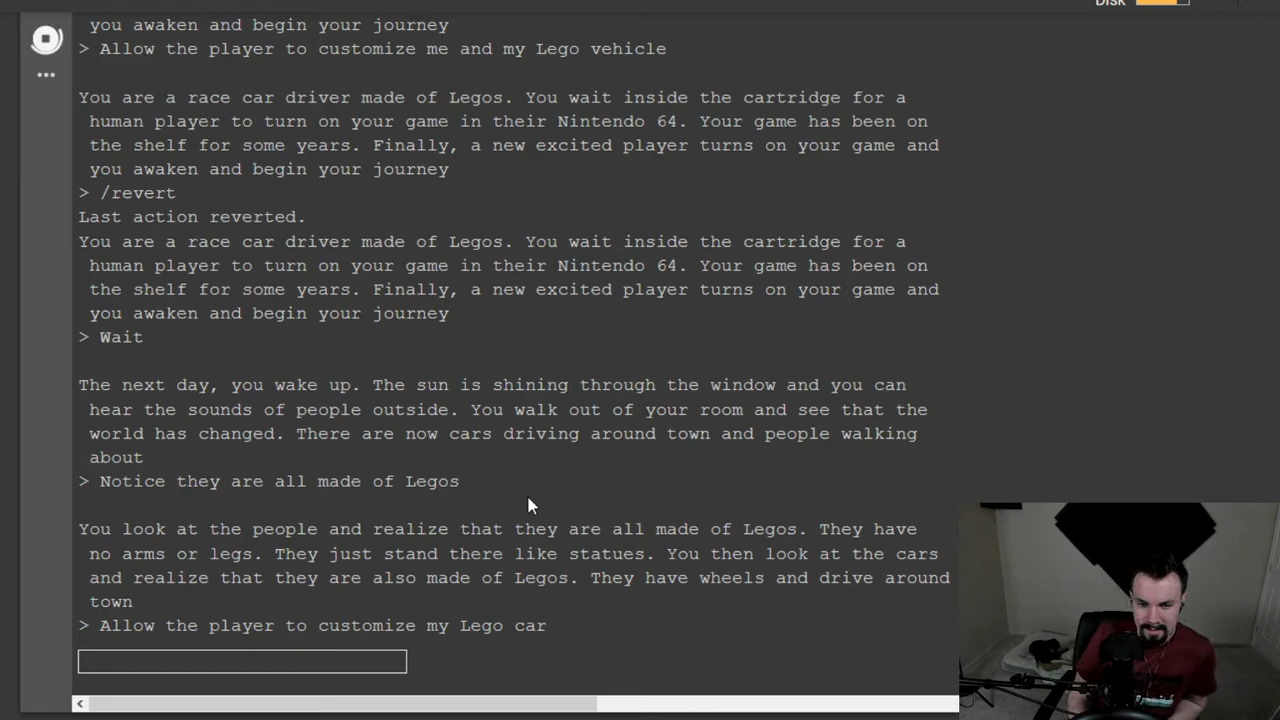 Disk
you awaken and begin your journey
> Allow the player to customize me and my Lego vehicle
You are a race car driver made of Legos. You wait inside the cartridge for a
human player to turn on your game in their Nintendo 64. Your game has been on
the shelf for some years. Finally, a new excited player turns on your game and
you awaken and begin your journey
> /revert
Last action reverted.
You are a race car driver made of Legos. You wait inside the cartridge for a
human player to turn on your game in their Nintendo 64. Your game has been on
the shelf for some years. Finally, a new excited player turns on your game and
you awaken and begin your journey
> Wait
The next day, you wake up. The sun is shining through the window and you can
hear the sounds of people outside. You walk out of your room and see that the
world has changed. There are now cars driving around town and people walking
about
> Notice they are all made of Legos
You look at the people and realize that they are all made of Legos. They have
no arms or legs. They just stand there like statues. You then look at the cars
and realize that they are also made of Legos. They have wheels and drive around
town
> Allow the player to customize my Lego car